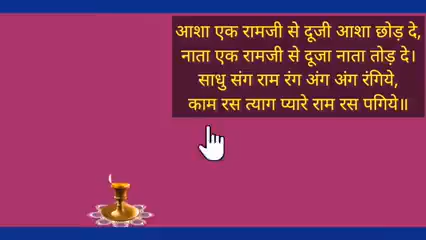 आशा एक रामजी से दूजी आशा छोड़ दे,
नाता एक रामजी से दूजा नाता तोड़ दे।
साधु संग राम रंग अंग अंग रंगिये,
काम रस त्याग प्यारे राम रस पगिये॥